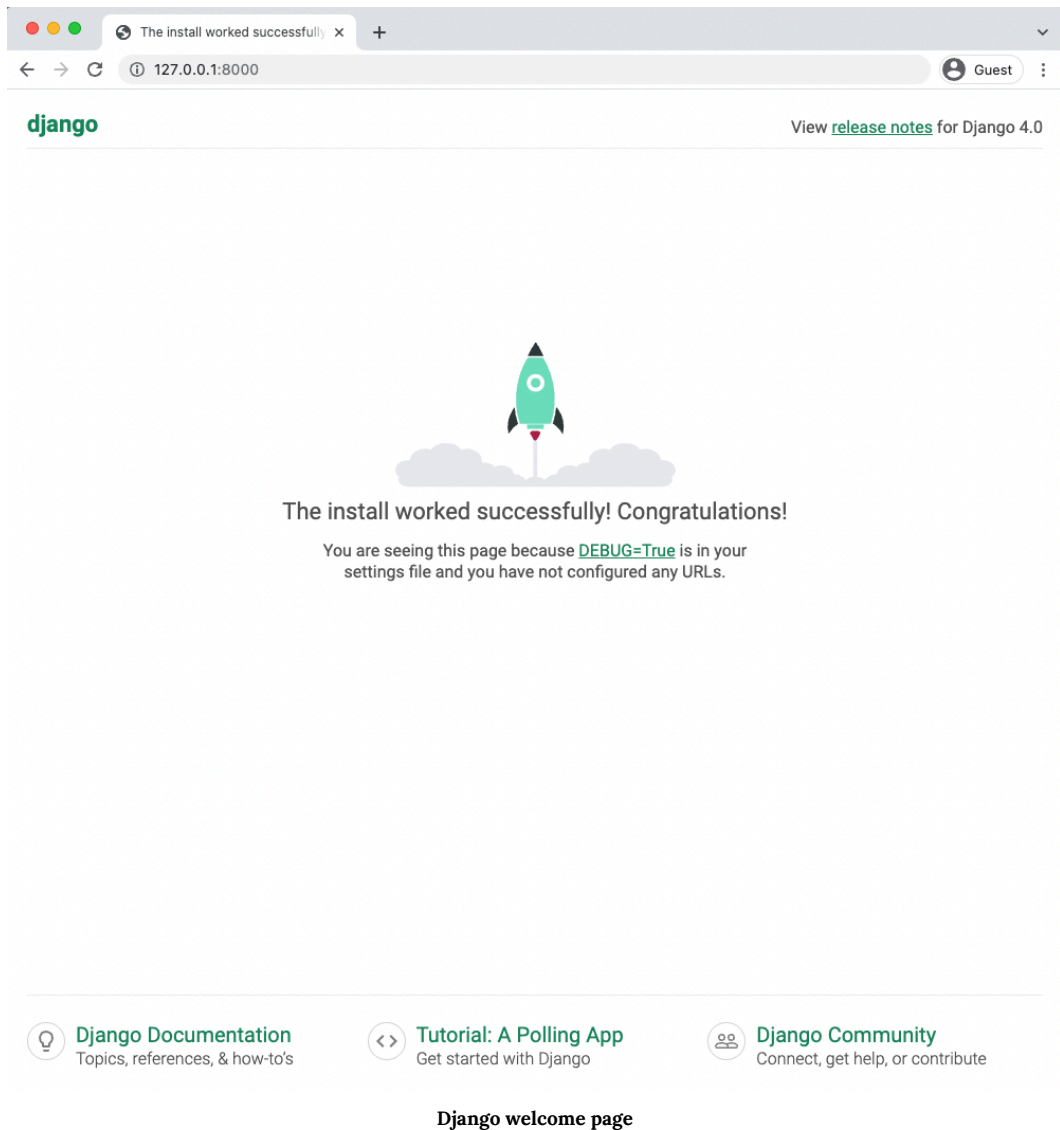 The install worked successfully
127.0.0.1:8000
Guest
django
View release notes for Django 4.0
The install worked successfully! Congratulations!
You are seeing this page because DEBUG=True is in your
settings file and you have not configured any URLs.
Django Documentation
Topics, references, & how-to's
Tutorial: A Polling App
Get started with Django
Django Community
Connect, get help, or contribute
Django welcome page